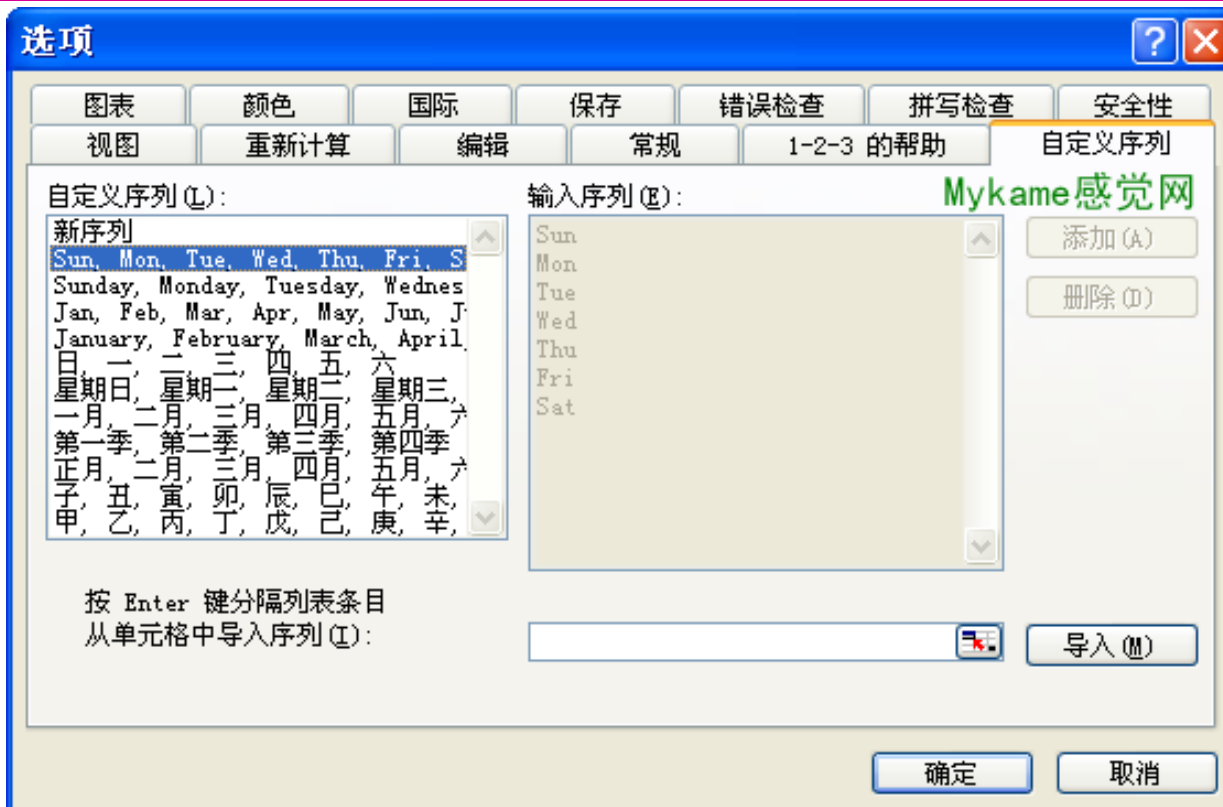 选项
图表 颜色 国际 保存 错误检查 拼写检查 安全性
视图 重新计算 编辑 常规 1-2-3 的帮助 自定义序列
Mykame感觉网
自定义序列(L):
新序列
Sun, Mon, Tue, Wed, Thu, Fri, S
Sunday, Monday, Tuesday, Wednes
Jan, Feb, Mar, Apr, May, Jun, J
January, February, March, April,
日, 一, 二, 三, 四, 五, 六
星期日, 星期一, 星期二, 星期三,
一月, 二月, 三月, 四月, 五月,
第一季, 第二季, 第三季, 第四季
正月, 二月, 三月, 四月, 五月,
子, 丑, 寅, 卯, 辰, 巳, 午, 未,
甲, 乙, 丙, 丁, 戊, 己, 庚, 辛,
输入序列(E):
Sun
Mon
Tue
Wed
Thu
Fri
Sat
添加(A)
删除(D)
按 Enter 键分隔列表条目
从单元格中导入序列(I):
导入(M)
确定 取消